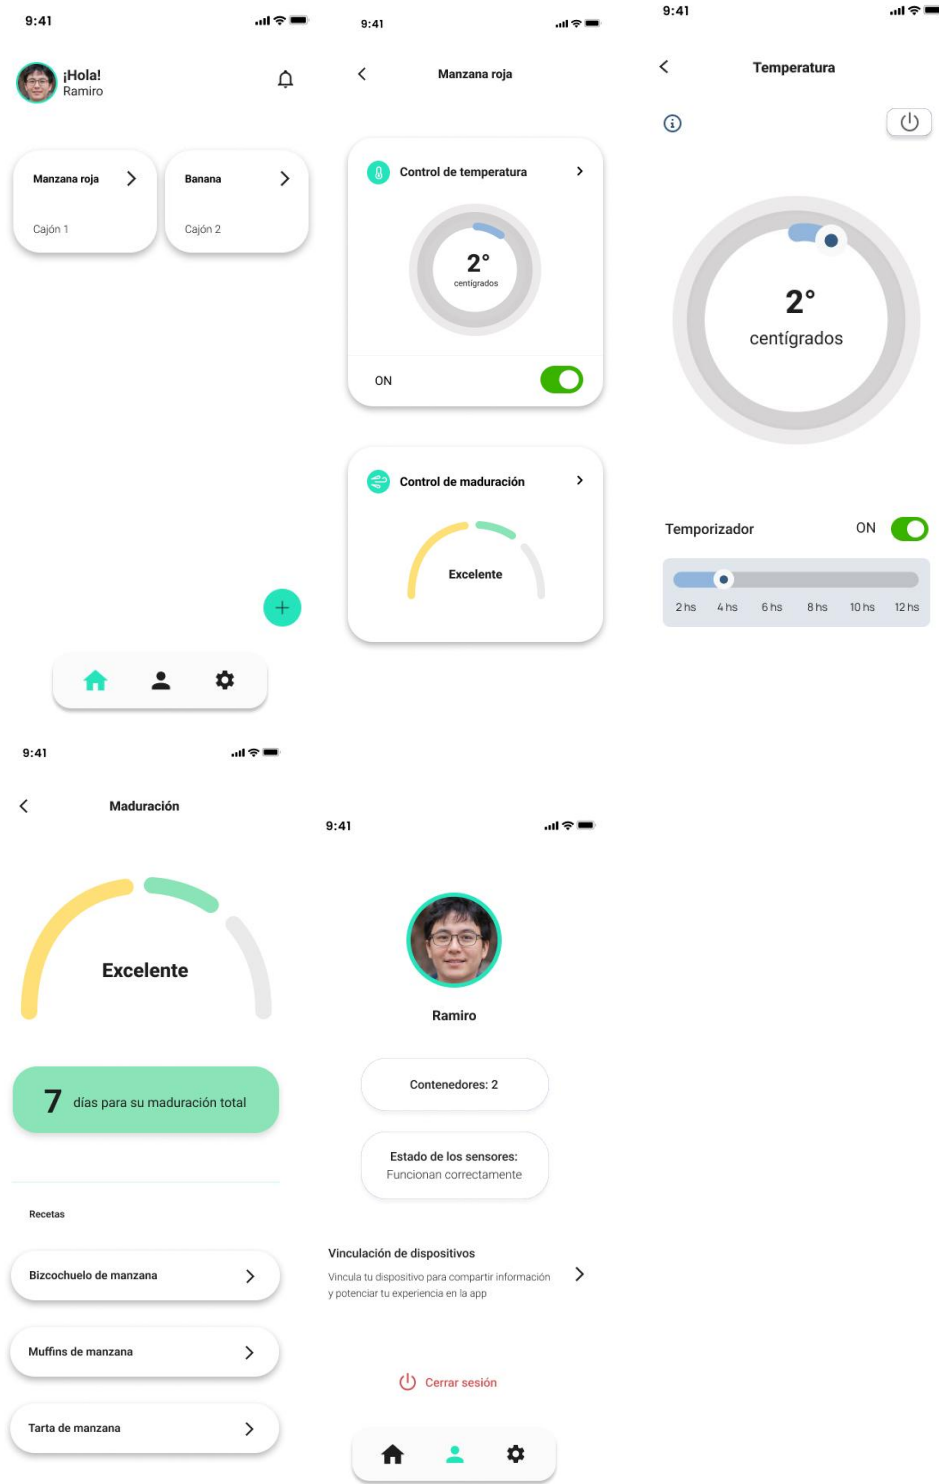 9:41
¡Hola!
Ramiro
Manzana roja
Cajón 1
Banana
Cajón 2
9:41
Manzana roja
Control de temperatura
2°
centígrados
ON
Control de maduración
Excelente
9:41
Temperatura
2°
centígrados
Temporizador
ON
2 hs 4 hs 6 hs 8 hs 10 hs 12 hs
9:41
Maduración
Excelente
7 días para su maduración total
Recetas
Bizcochuelo de manzana
Muffins de manzana
Tarta de manzana
9:41
Ramiro
Contenedores: 2
Estado de los sensores:
Funcionan correctamente
Vinculación de dispositivos
Vincula tu dispositivo para compartir información
y potenciar tu experiencia en la app
Cerrar sesión